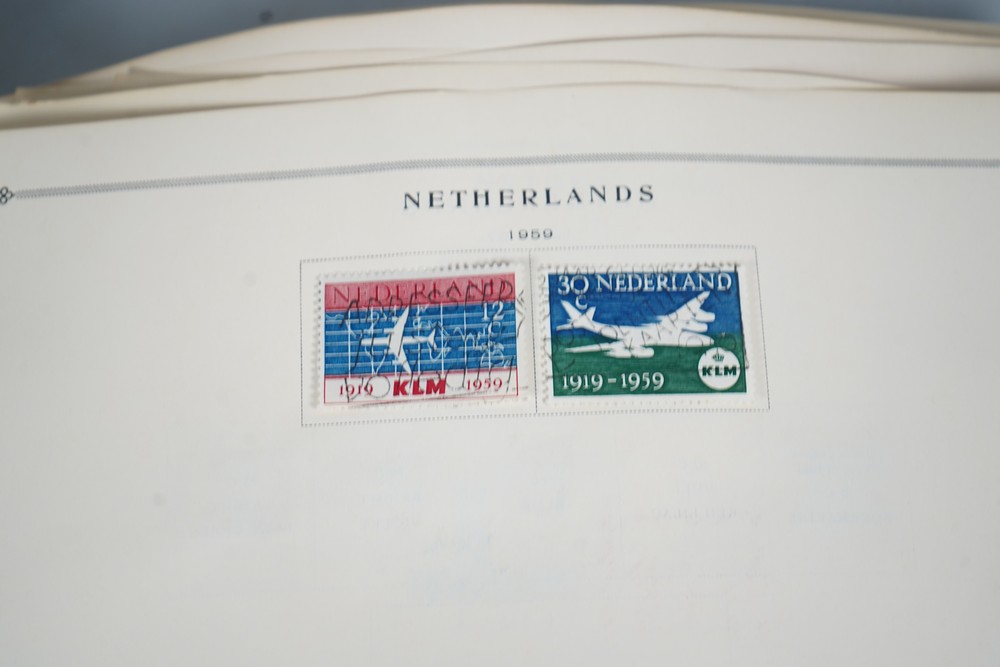 NETHERLANDS
1959
NEDERLAND
12
C
1919 KLM 1959
30 NEDERLAND
C
KLM
1919-1959